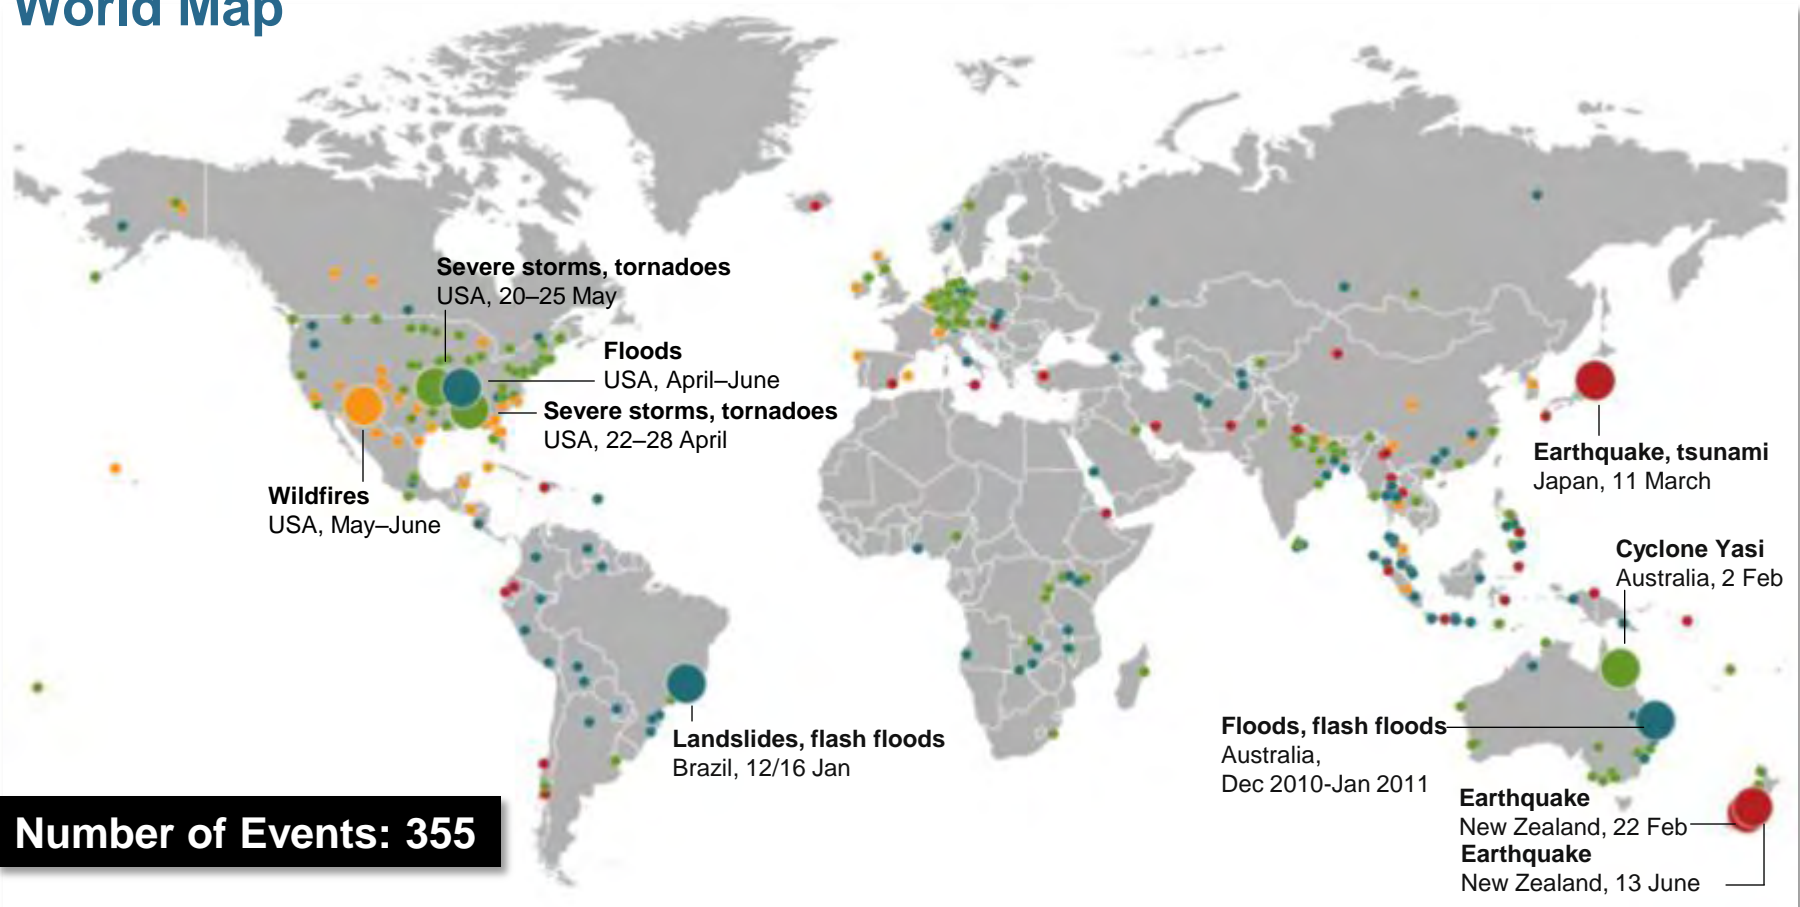 World Map
Severe storms, tornadoes
USA, 20–25 May
Floods
USA, April–June
Severe storms, tornadoes
USA, 22–28 April
Wildfires
USA, May–June
Earthquake, tsunami
Japan, 11 March
Cyclone Yasi
Australia, 2 Feb
Landslides, flash floods
Brazil, 12/16 Jan
Floods, flash floods
Australia,
Dec 2010-Jan 2011
Earthquake
New Zealand, 22 Feb
Earthquake
New Zealand, 13 June
Number of Events: 355